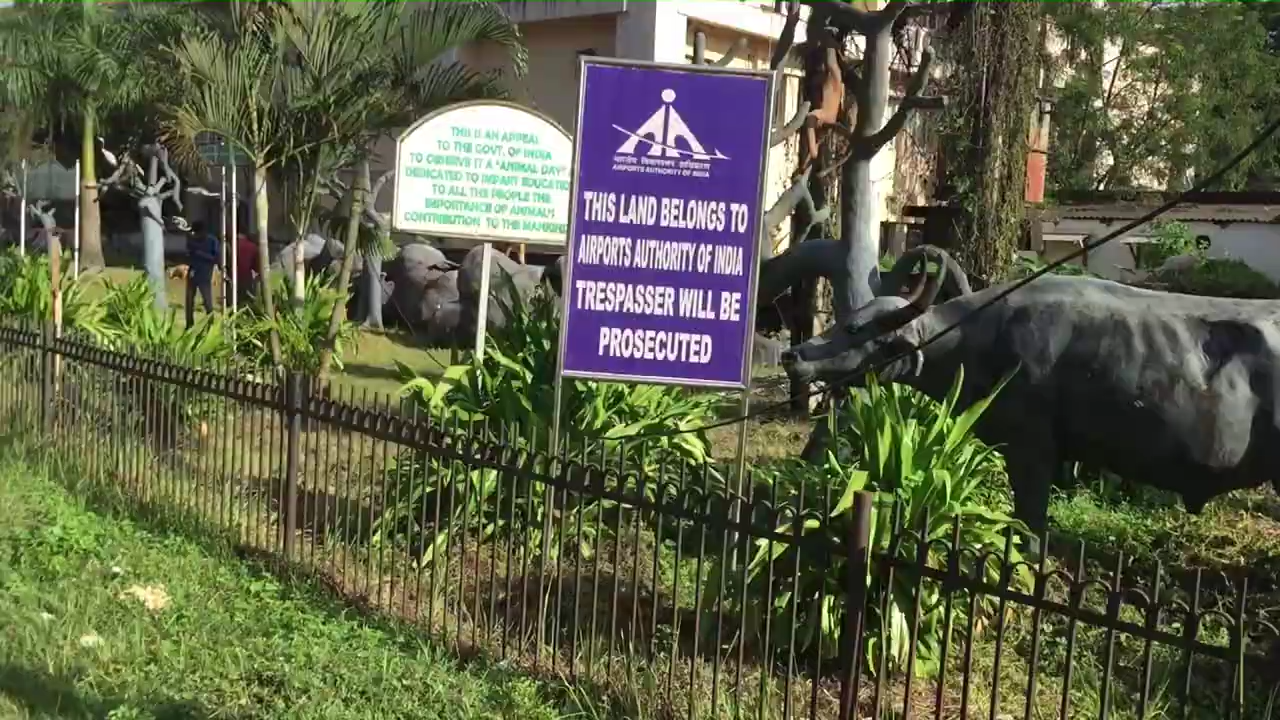 THIS IS AN APPEAL
TO THE GOVT. OF INDIA
TO OBSERVE IT A "ANIMAL DAY"
DEDICATED TO IMPART EDUCATIO
TO ALL THE PEOPLE THE
IMPORTANCE OF ANIMALS
CONTRIBUTION TO THE MANKIND
भारतीय विमानपत्तन प्राधिकरण
AIRPORTS AUTHORITY OF INDIA
THIS LAND BELONGS TO
AIRPORTS AUTHORITY OF INDIA
TRESPASSER WILL BE
PROSECUTED